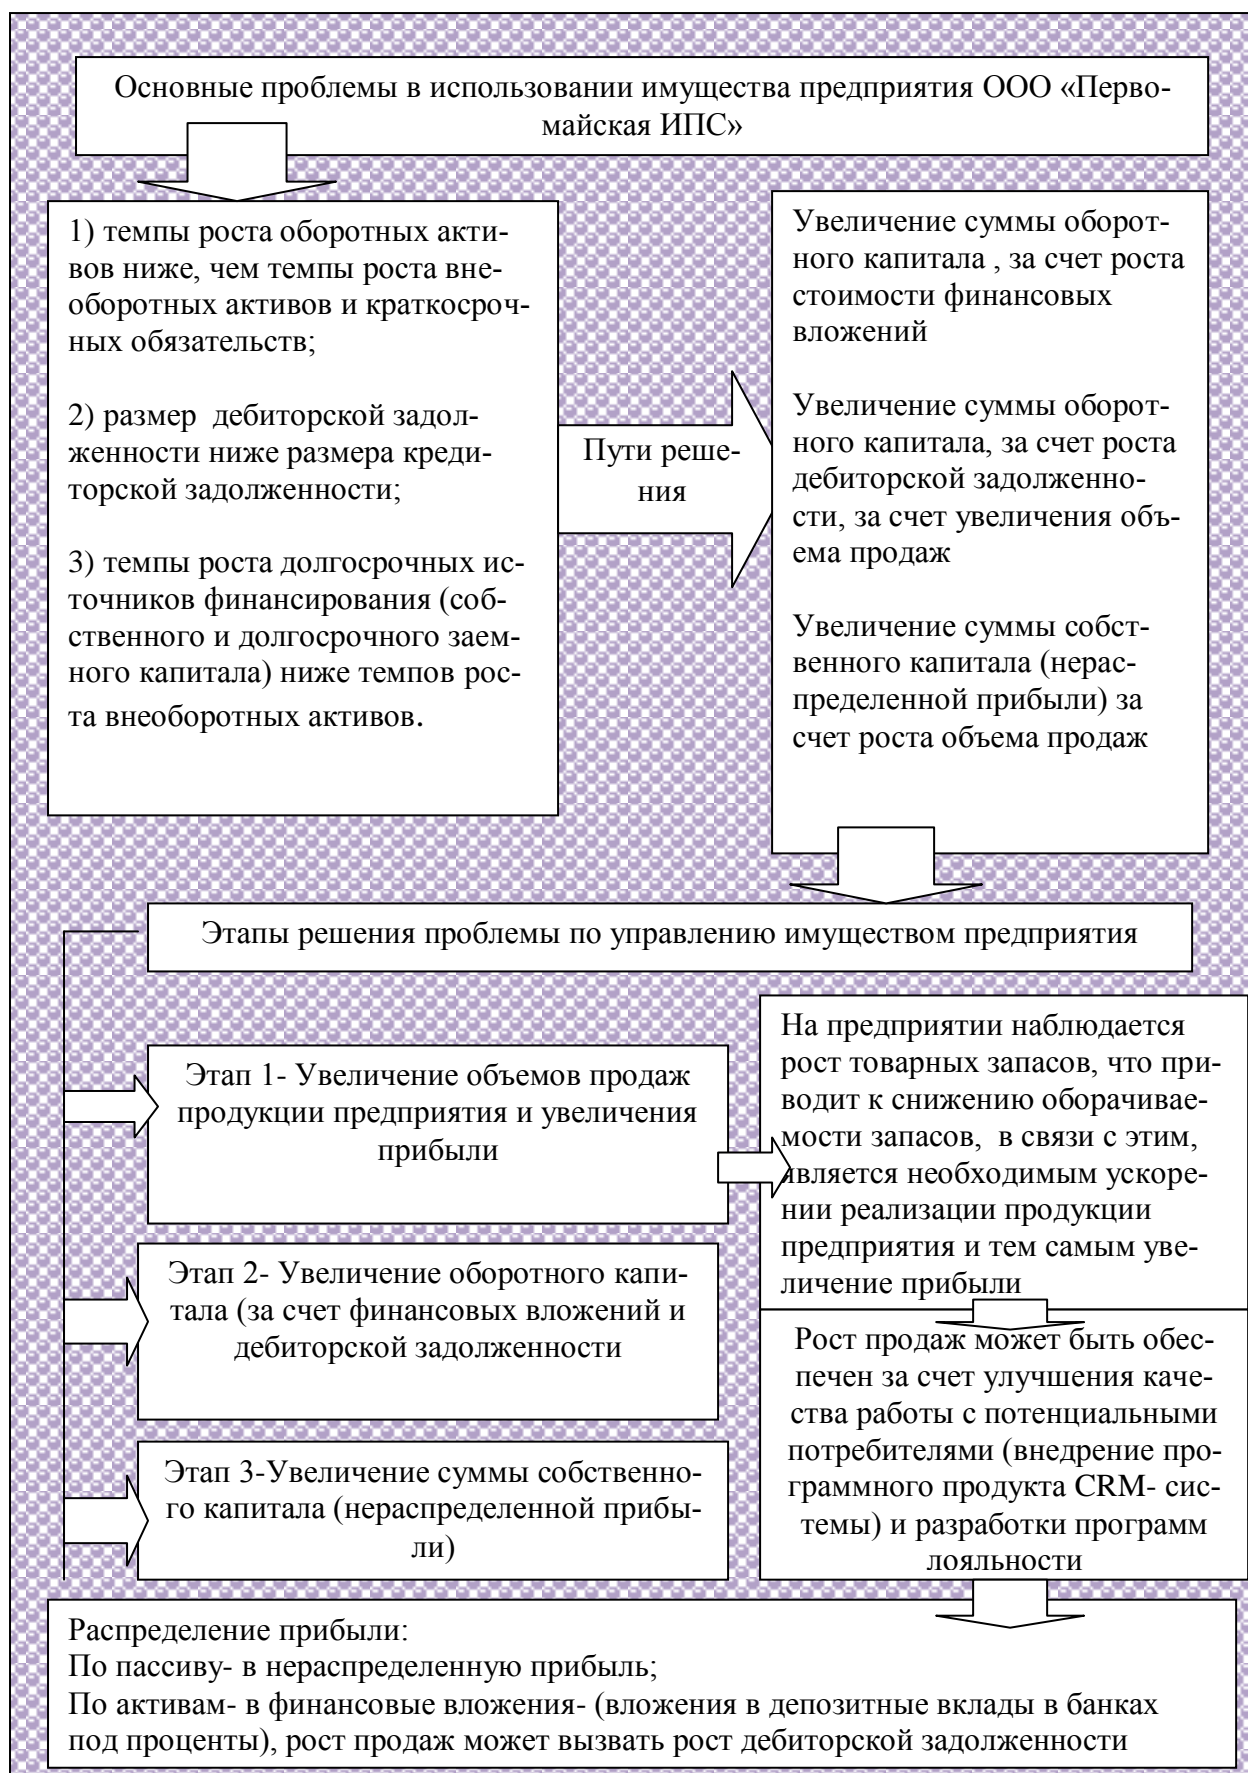 Основные проблемы в использовании имущества предприятия ООО «Перво-
майская ИПС»
1) темпы роста оборотных акти-
вов ниже, чем темпы роста вне-
оборотных активов и краткосроч-
ных обязательств;
2) размер  дебиторской задол-
женности ниже размера креди-
торской задолженности;
3) темпы роста долгосрочных ис-
точников финансирования (соб-
ственного и долгосрочного заем-
ного капитала) ниже темпов рос-
та внеоборотных активов.
Пути реше-
ния
Увеличение суммы оборот-
ного капитала , за счет роста
стоимости финансовых
вложений
Увеличение суммы оборот-
ного капитала, за счет роста
дебиторской задолженно-
сти, за счет увеличения объ-
ема продаж
Увеличение суммы собст-
венного капитала (нерас-
пределенной прибыли) за
счет роста объема продаж
Этапы решения проблемы по управлению имуществом предприятия
Этап 1- Увеличение объемов продаж
продукции предприятия и увеличения
прибыли
На предприятии наблюдается
рост товарных запасов, что при-
водит к снижению оборачивае-
мости запасов,  в связи с этим,
является необходимым ускоре-
нии реализации продукции
предприятия и тем самым уве-
личение прибыли
Этап 2- Увеличение оборотного капи-
тала (за счет финансовых вложений и
дебиторской задолженности
Рост продаж может быть обес-
печен за счет улучшения каче-
ства работы с потенциальными
потребителями (внедрение про-
граммного продукта CRM- сис-
темы) и разработки программ
лояльности
Этап 3-Увеличение суммы собственно-
го капитала (нераспределенной прибы-
ли)
Распределение прибыли:
По пассиву- в нераспределенную прибыль;
По активам- в финансовые вложения- (вложения в депозитные вклады в банках
под проценты), рост продаж может вызвать рост дебиторской задолженности